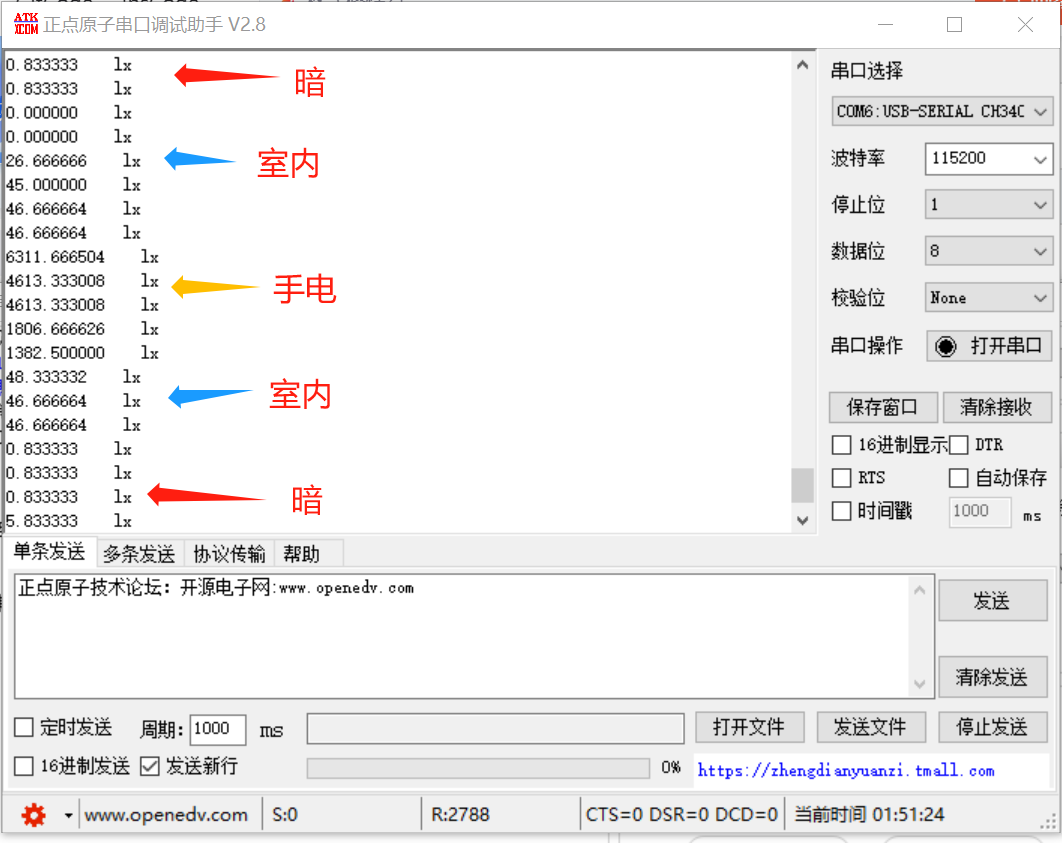 ATK
XCOM 正点原子串口调试助手 V2.8
0.833333 lx
0.833333 lx
暗
0.000000 lx
0.000000 lx
26.666666 lx
室内
45.000000 lx
46.666664 lx
46.666664 lx
6311.666504 lx
4613.333008 lx
手电
4613.333008 lx
1806.666626 lx
1382.500000 lx
48.333332 lx
46.666664 lx
室内
46.666664 lx
0.833333 lx
0.833333 lx
0.833333 lx
暗
5.833333 lx
串口选择
COM6:USB-SERIAL CH340
波特率 115200
停止位 1
数据位 8
校验位 None
串口操作 打开串口
保存窗口 清除接收
16进制显示 DTR
RTS 自动保存
时间戳 1000 ms
单条发送 多条发送 协议传输 帮助
正点原子技术论坛：开源电子网:www.openedv.com
发送
清除发送
定时发送 周期: 1000 ms 打开文件 发送文件 停止发送
16进制发送 发送新行 0% https://zhengdianyuanzi.tmall.com
www.openedv.com S:0 R:2788 CTS=0 DSR=0 DCD=0 当前时间 01:51:24